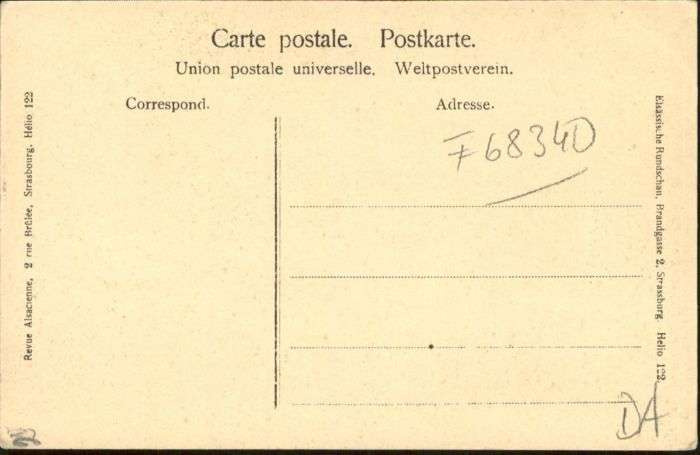 Carte postale. Postkarte.
Union postale universelle. Weltpostverein.
Correspond. Adresse.
F68340
DA
Revue Alsacienne, 2 rue Brûlée, Strasbourg. Hélio 122
Elsässische Rundschau, Brandgasse 2, Strassburg Helio 122.